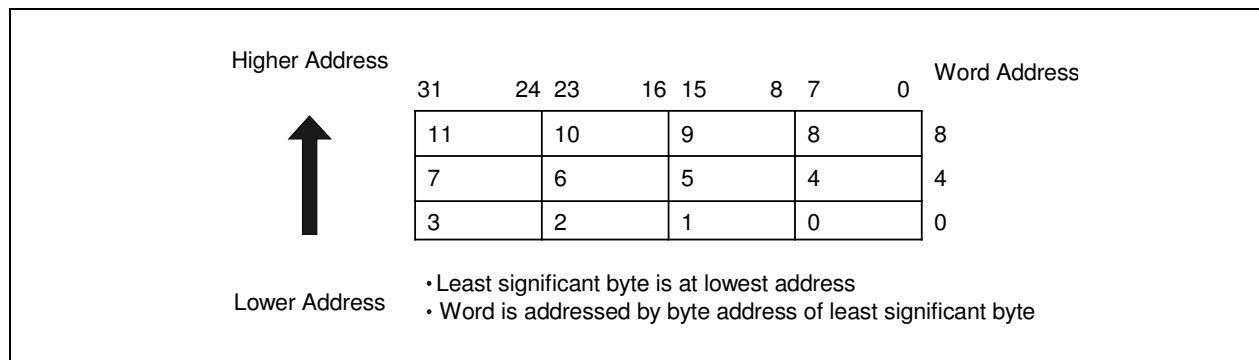 Higher Address
Word Address
31 24 23 16 15 8 7 0
11 10 9 8 8
7 6 5 4 4
3 2 1 0 0
Lower Address
• Least significant byte is at lowest address
• Word is addressed by byte address of least significant byte